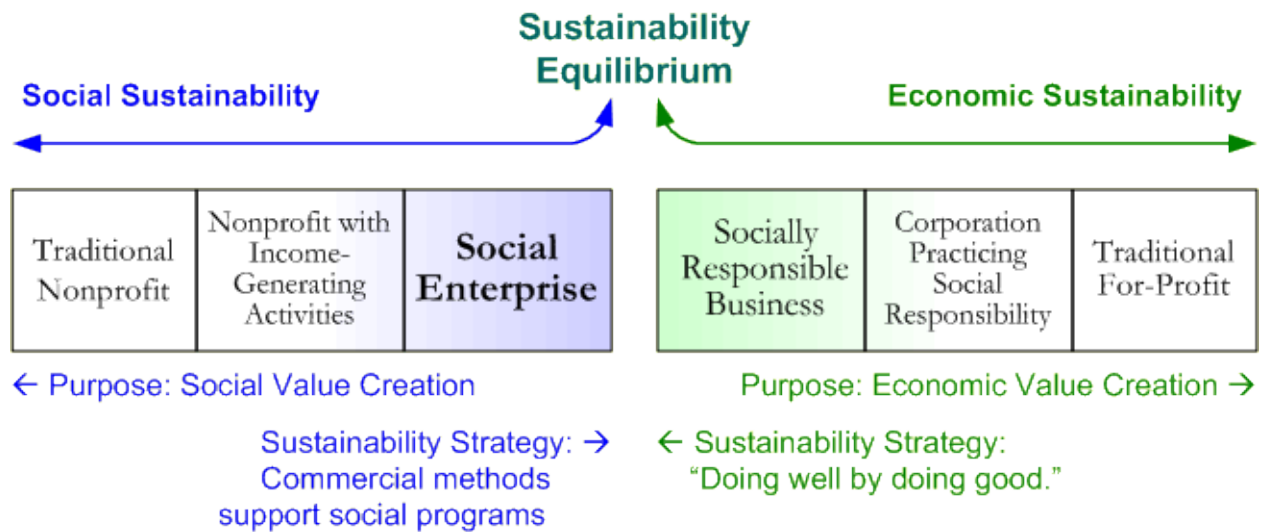 Sustainability
Equilibrium
Social Sustainability
Economic Sustainability
Traditional
Nonprofit
Nonprofit with
Income-
Generating
Activities
Social
Enterprise
Socially
Responsible
Business
Corporation
Practicing
Social
Responsibility
Traditional
For-Profit
← Purpose: Social Value Creation
Purpose: Economic Value Creation →
Sustainability Strategy: →
Commercial methods
support social programs
← Sustainability Strategy:
“Doing well by doing good.”